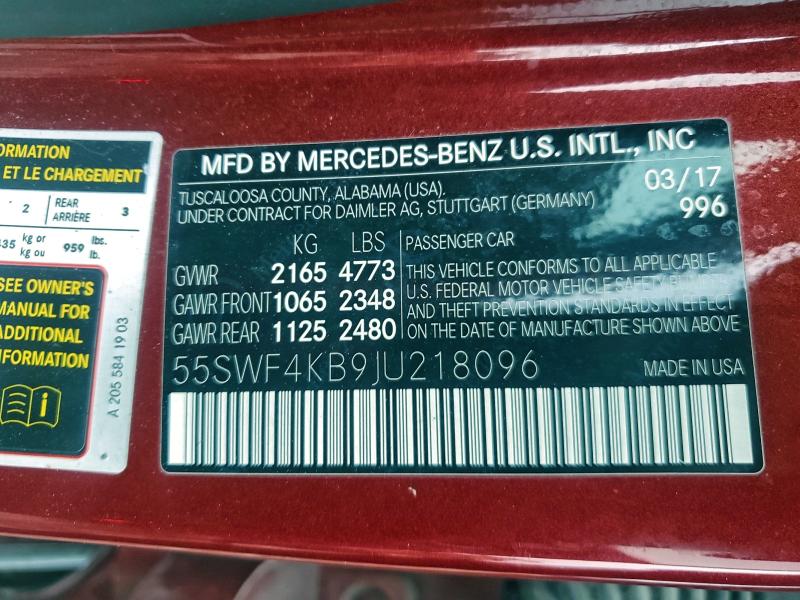 ORMATION
ET LE CHARGEMENT
2 REAR ARRIÈRE 3
435 kg or kg ou 959 lbs. lb.
SEE OWNER'S
MANUAL FOR
ADDITIONAL
INFORMATION
A 205 584 19 03
MFD BY MERCEDES-BENZ U.S. INTL., INC
TUSCALOOSA COUNTY, ALABAMA (USA). 03/17
UNDER CONTRACT FOR DAIMLER AG, STUTTGART (GERMANY) 996
KG LBS PASSENGER CAR
GVWR 2165 4773
GAWR FRONT 1065 2348
GAWR REAR 1125 2480
THIS VEHICLE CONFORMS TO ALL APPLICABLE
U.S. FEDERAL MOTOR VEHICLE SAFETY BUMPER
AND THEFT PREVENTION STANDARDS IN EFFECT
ON THE DATE OF MANUFACTURE SHOWN ABOVE
55SWF4KB9JU218096 MADE IN USA